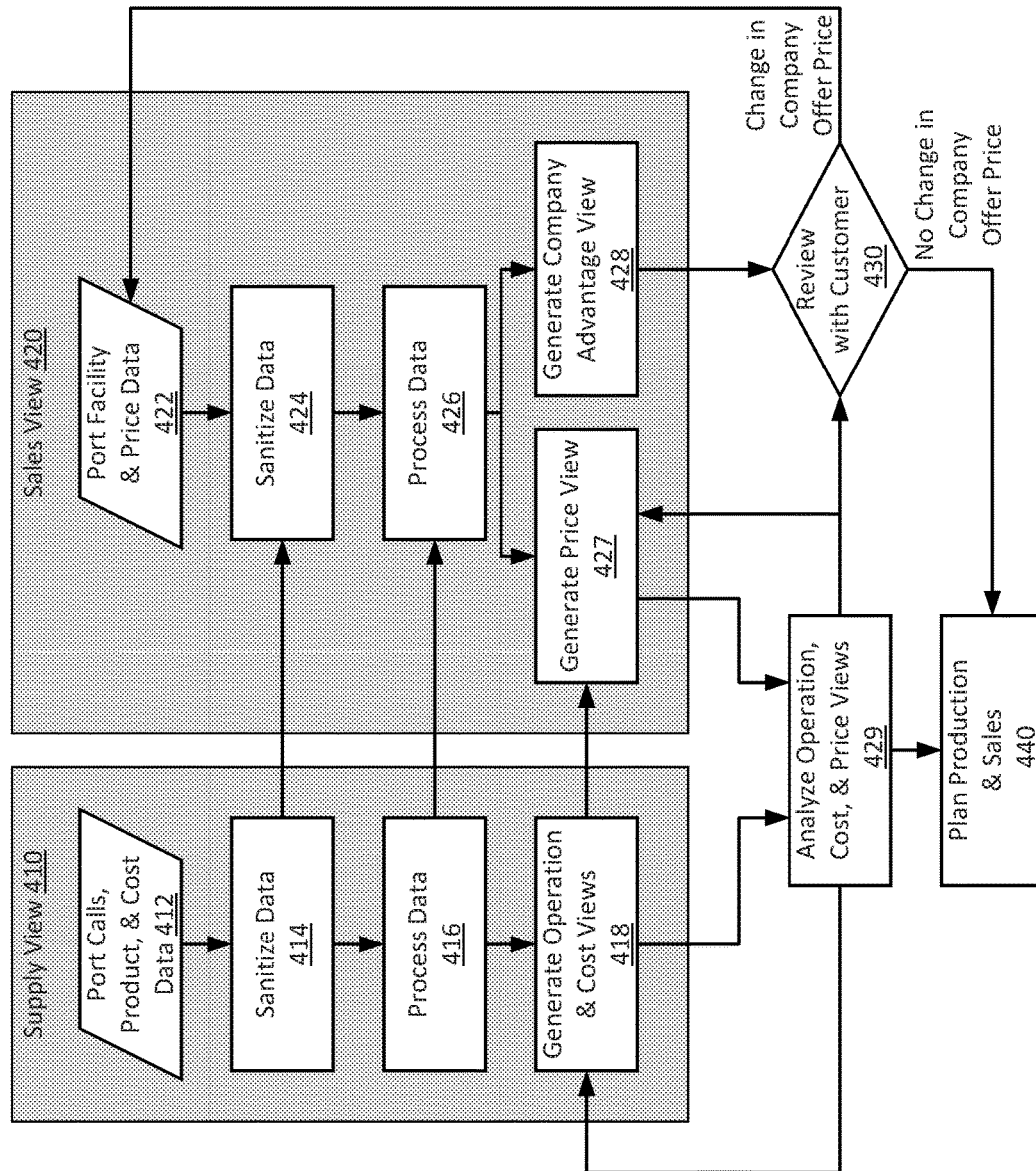 Supply View 410
Port Calls,
Product, & Cost
Data 412
Sanitize Data
414
Process Data
416
Generate Operation
& Cost Views
418
Sales View 420
Port Facility
& Price Data
422
Sanitize Data
424
Process Data
426
Generate Price View
427
Generate Company
Advantage View
428
Analyze Operation,
Cost, & Price Views
429
Review
with Customer
430
Change in
Company
Offer Price
No Change in
Company
Offer Price
Plan Production
& Sales
440